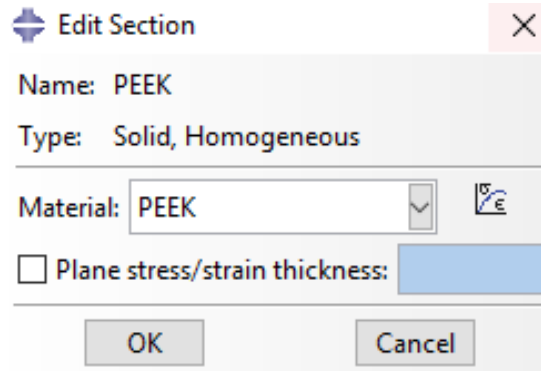 Edit Section
Name: PEEK
Type: Solid, Homogeneous
Material: PEEK
σ
ε
Plane stress/strain thickness:
OK Cancel